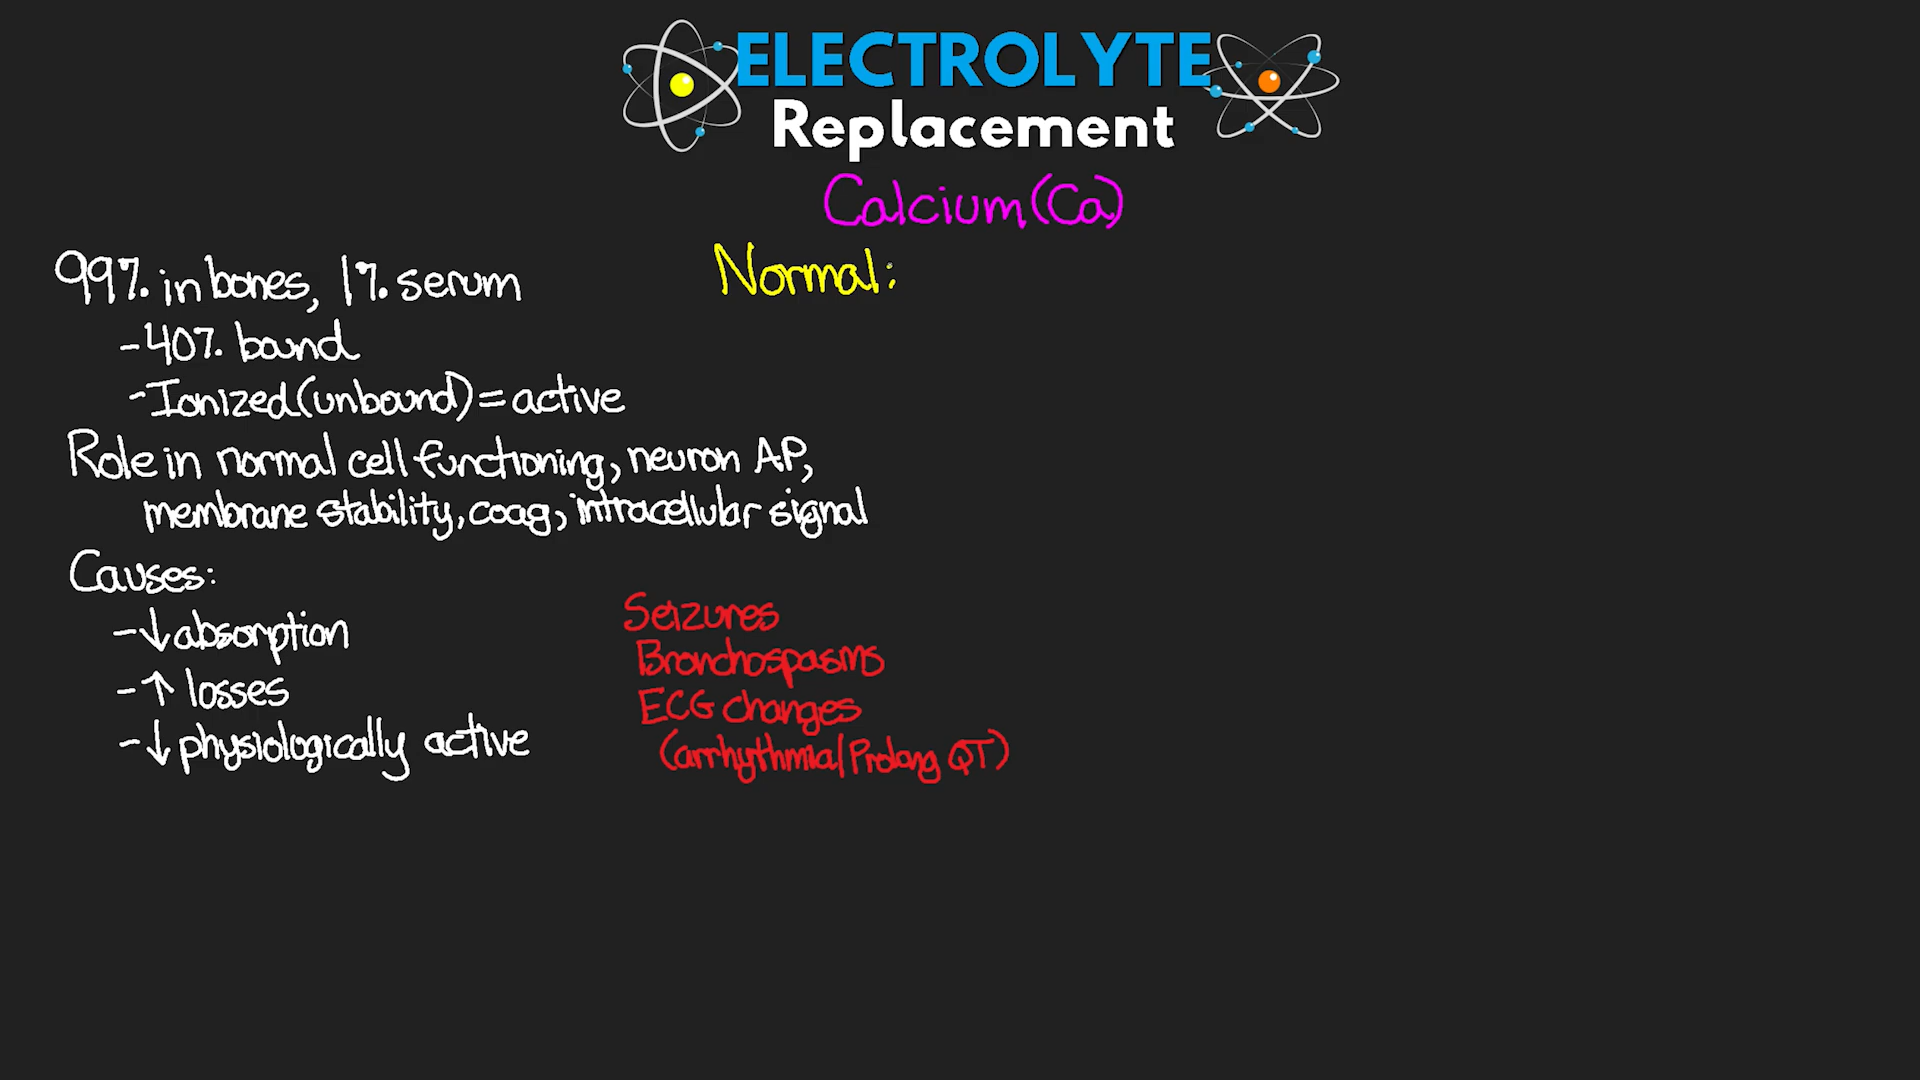 ELECTROLYTE
Replacement
Calcium (Ca)
Normal:
99% in bones, 1% serum
- 40% bound
- Ionized (unbound) = active
Role in normal cell functioning, neuron AP,
membrane stability, coag, intracellular signal
Causes:
- ↓ absorption
- ↑ losses
- ↓ physiologically active
Seizures
Bronchospasms
ECG changes
(arrhythmia/Prolong QT)